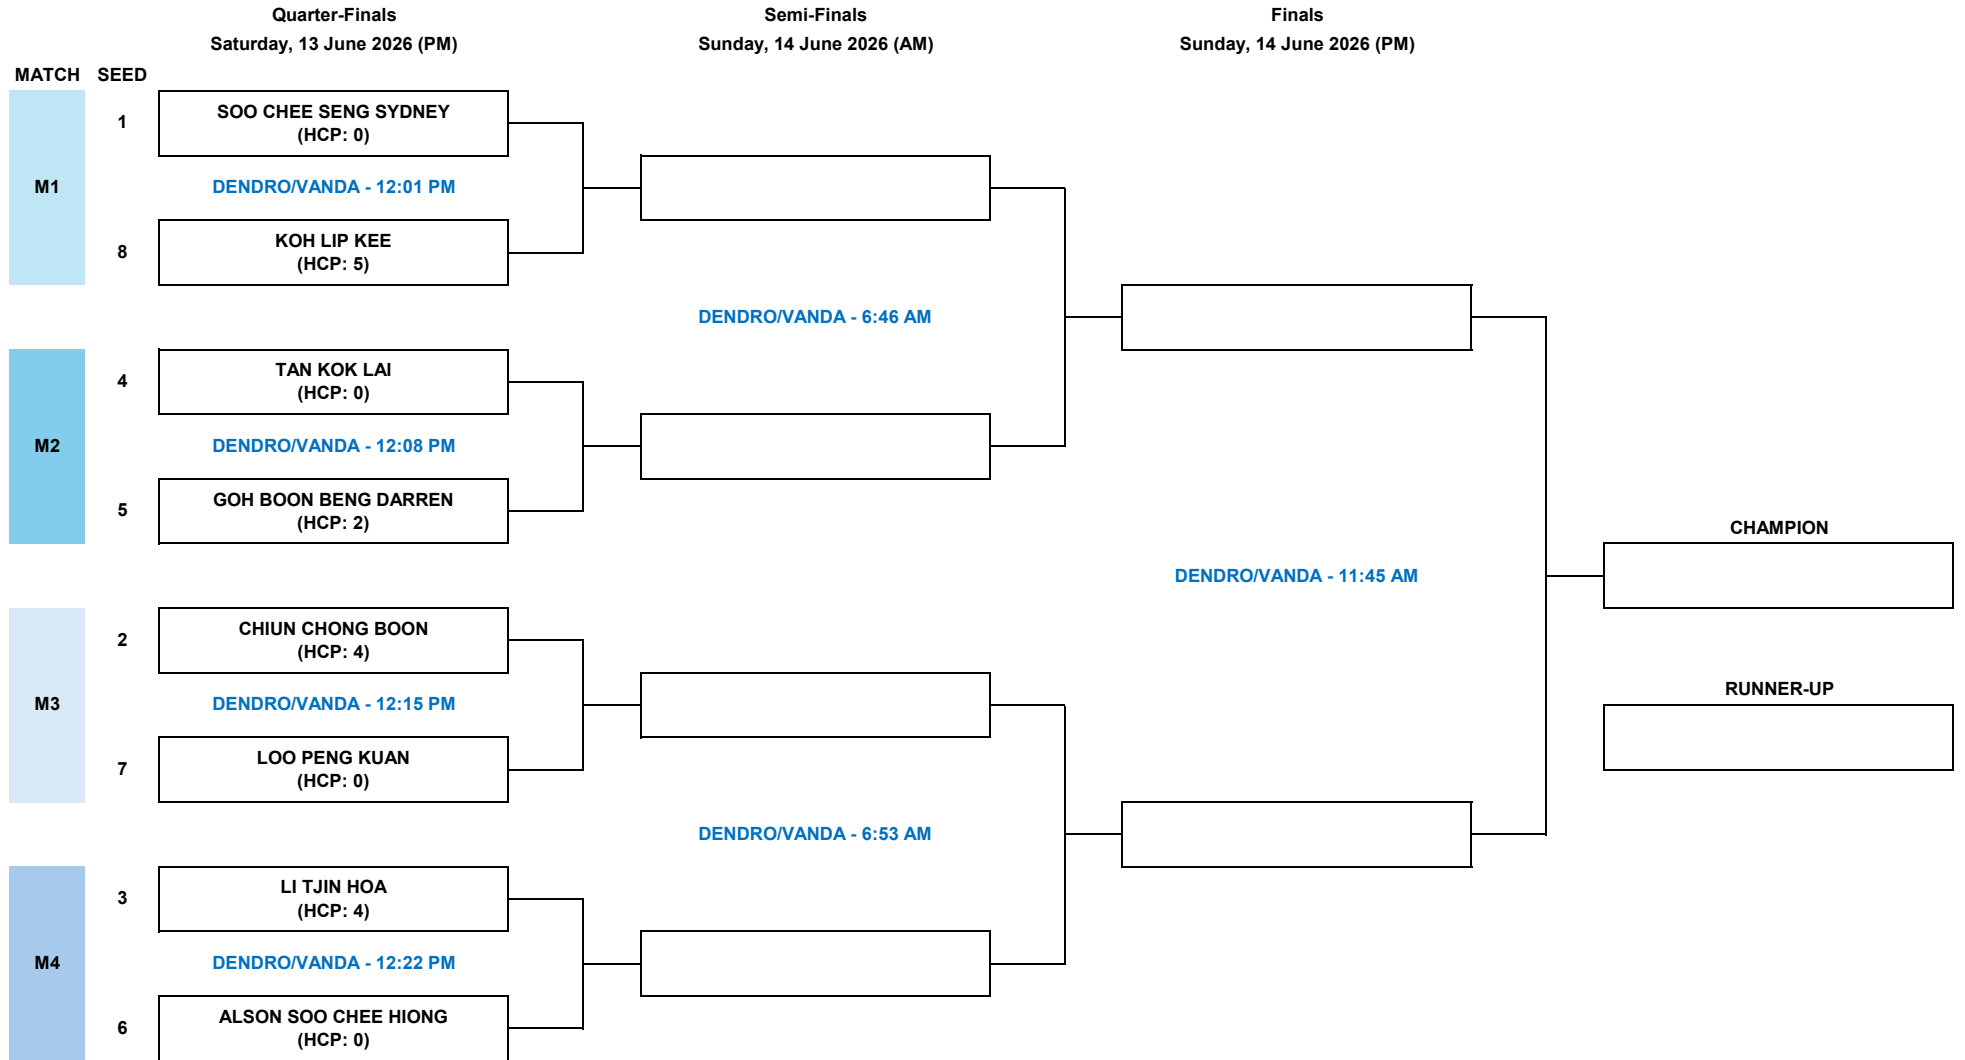 Quarter-Finals Semi-Finals Finals
Saturday, 13 June 2026 (PM) Sunday, 14 June 2026 (AM) Sunday, 14 June 2026 (PM)
MATCH SEED
1 SOO CHEE SENG SYDNEY
(HCP: 0)
M1 DENDRO/VANDA - 12:01 PM
8 KOH LIP KEE
(HCP: 5)
DENDRO/VANDA - 6:46 AM
4 TAN KOK LAI
(HCP: 0)
M2 DENDRO/VANDA - 12:08 PM
5 GOH BOON BENG DARREN
(HCP: 2)
CHAMPION
DENDRO/VANDA - 11:45 AM
2 CHIUN CHONG BOON
(HCP: 4)
RUNNER-UP
M3 DENDRO/VANDA - 12:15 PM
7 LOO PENG KUAN
(HCP: 0)
DENDRO/VANDA - 6:53 AM
3 LI TJIN HOA
(HCP: 4)
M4 DENDRO/VANDA - 12:22 PM
6 ALSON SOO CHEE HIONG
(HCP: 0)